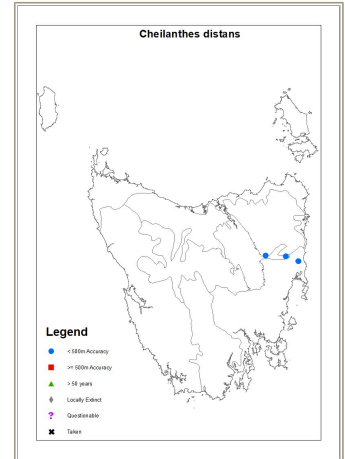 Cheilanthes distans
Legend
< 500m Accuracy
>= 500m Accuracy
> 50 years
Locally Extinct
Questionable
Taken